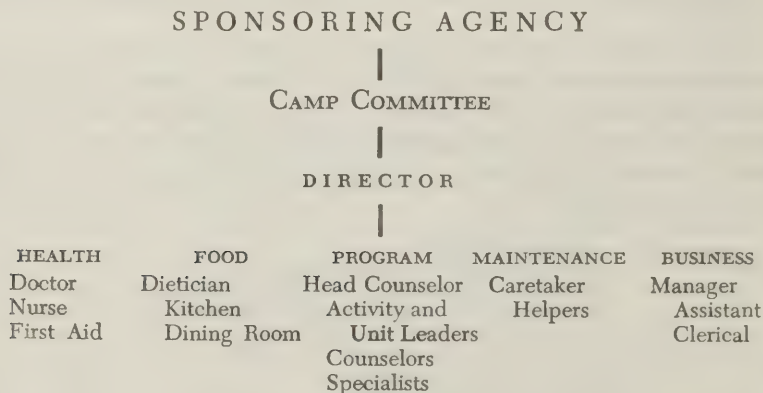 SPONSORING AGENCY
CAMP COMMITTEE
DIRECTOR
HEALTH FOOD PROGRAM MAINTENANCE BUSINESS
Doctor Dietician Head Counselor Caretaker Manager
Nurse Kitchen Activity and Helpers Assistant
First Aid Dining Room Unit Leaders Clerical
Counselors
Specialists